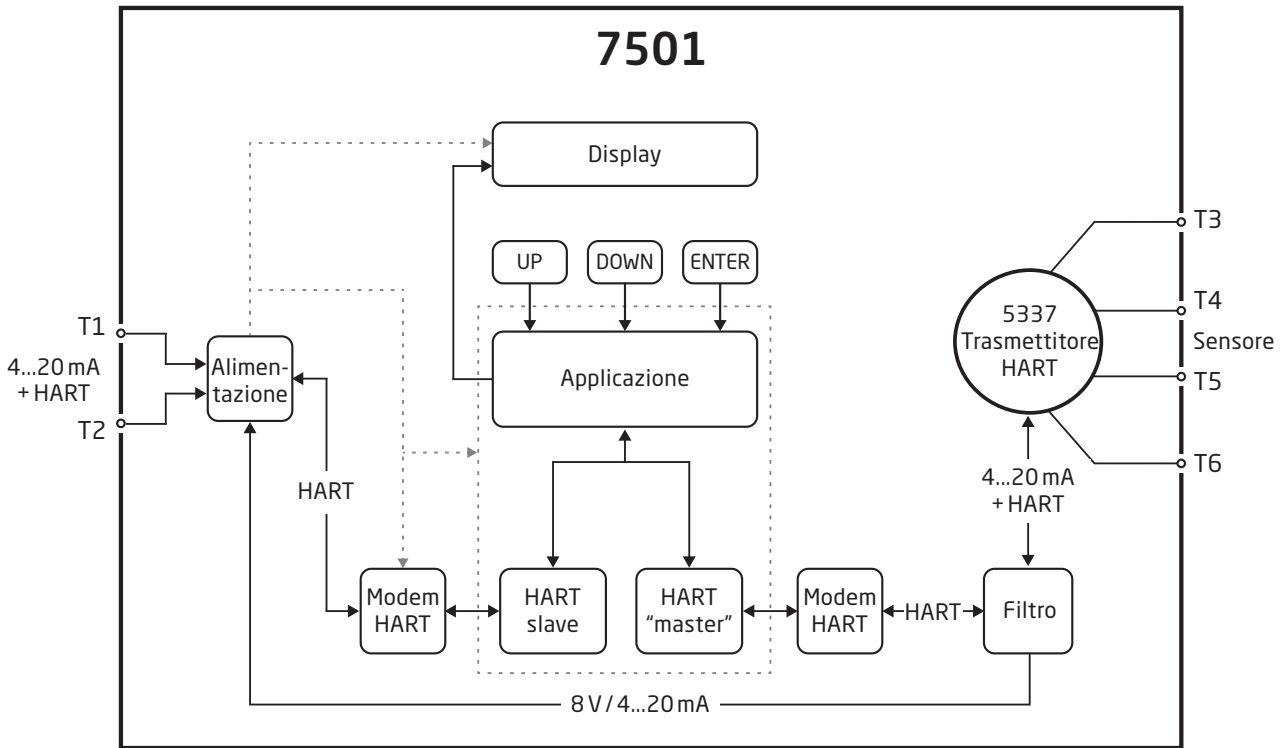 7501
Display
UP
DOWN
ENTER
T3
T1
T4
5337
Trasmettitore
HART
Sensore
4...20 mA
+ HART
Alimen-
tazione
Applicazione
T5
T2
T6
HART
4...20 mA
+ HART
Modem
HART
HART
slave
HART
“master”
Modem
HART
HART
Filtro
8 V / 4...20 mA